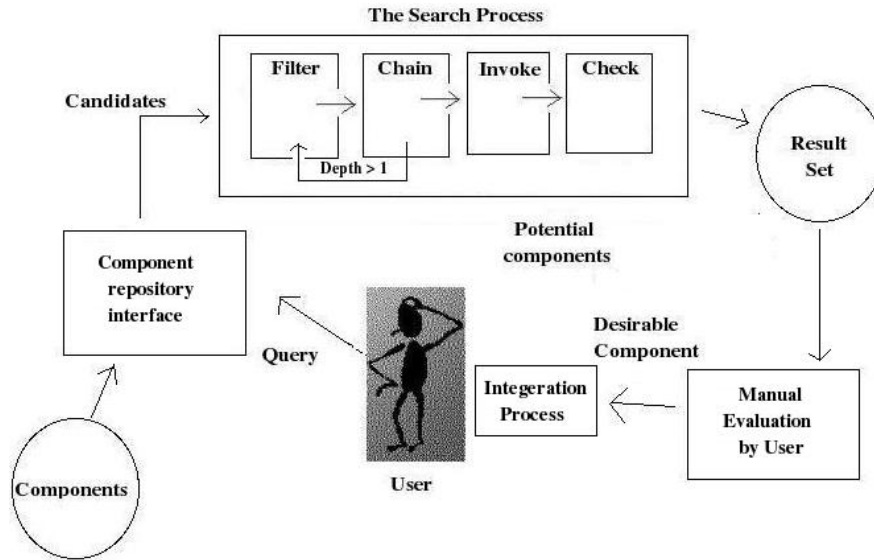 The Search Process
Filter
Chain
Invoke
Check
Depth > 1
Candidates
Result
Set
Potential
components
Component
repository
interface
Query
Desirable
Component
Integeration
Process
Manual
Evaluation
by User
User
Components